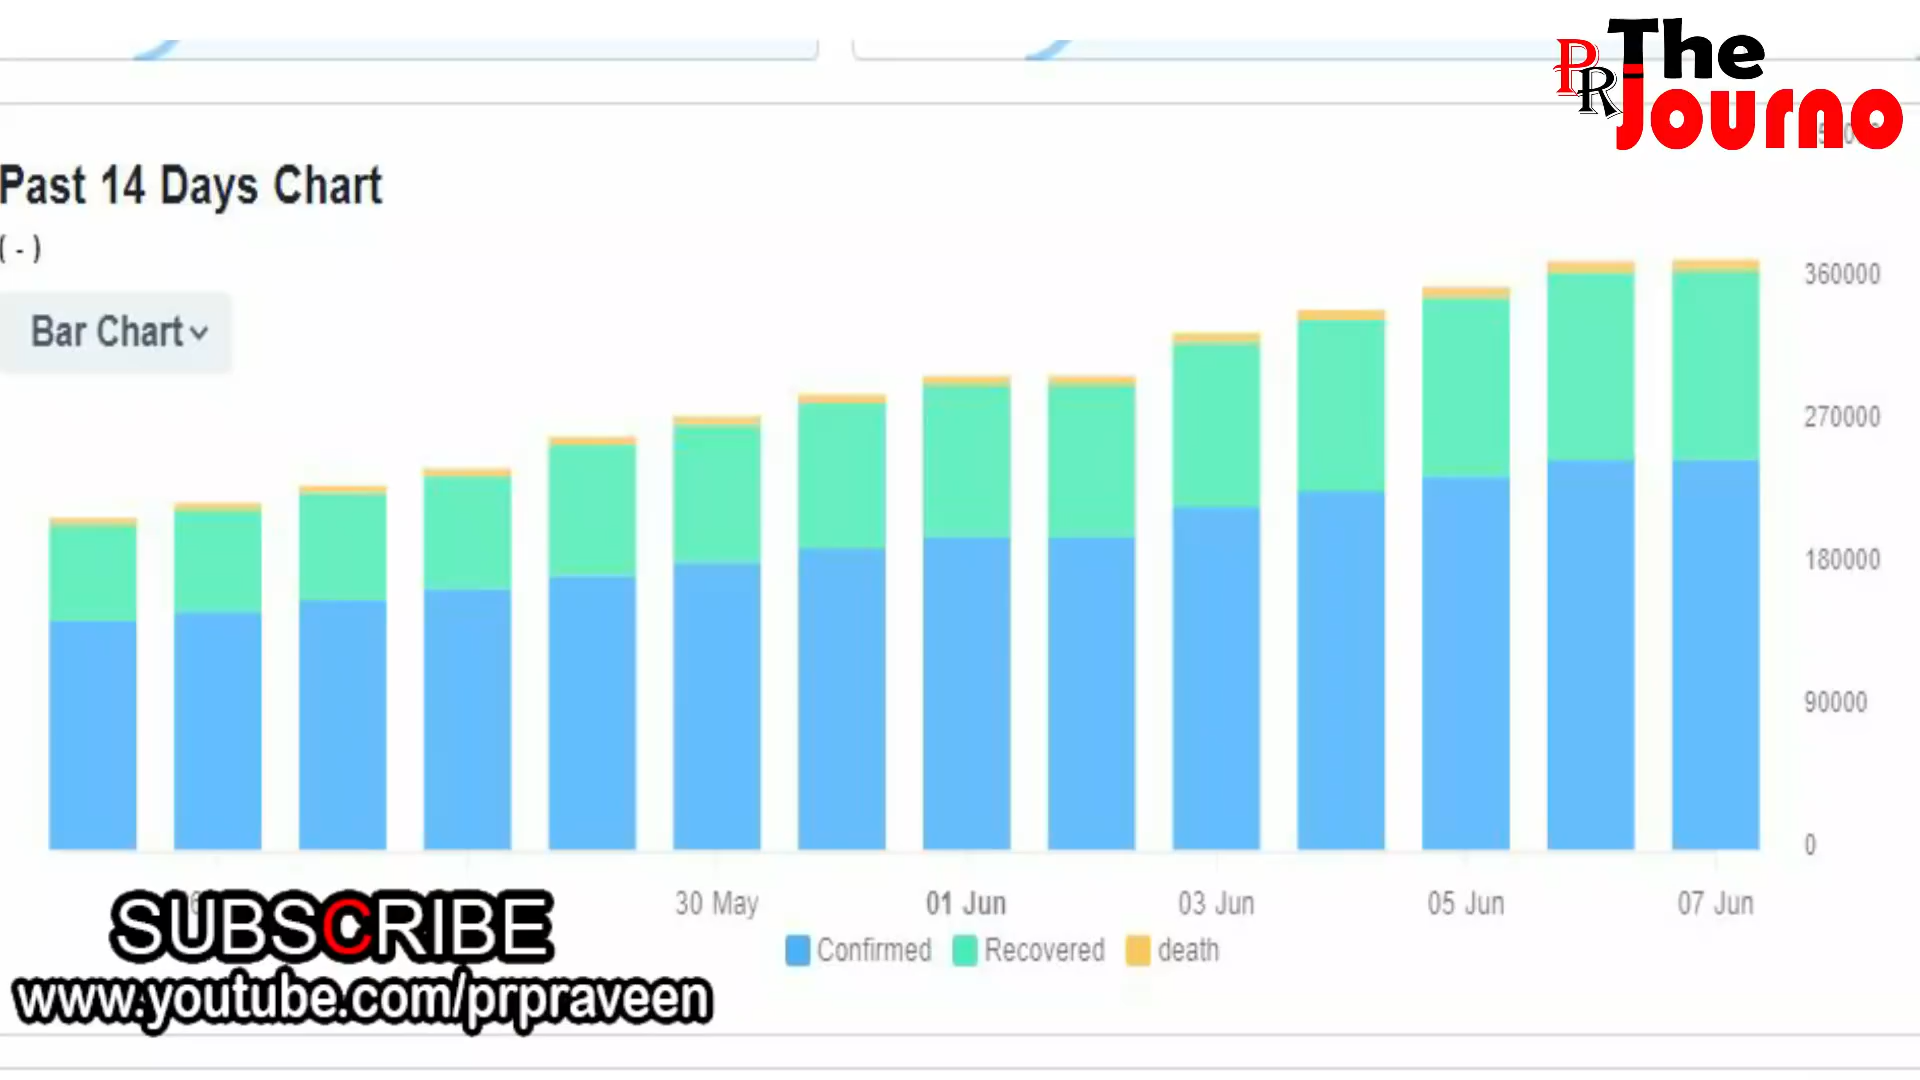 PR The
Journo
Past 14 Days Chart
( - )
Bar Chart
360000
270000
180000
90000
0
30 May 01 Jun 03 Jun 05 Jun 07 Jun
Confirmed Recovered death
SUBSCRIBE
www.youtube.com/prpraveen